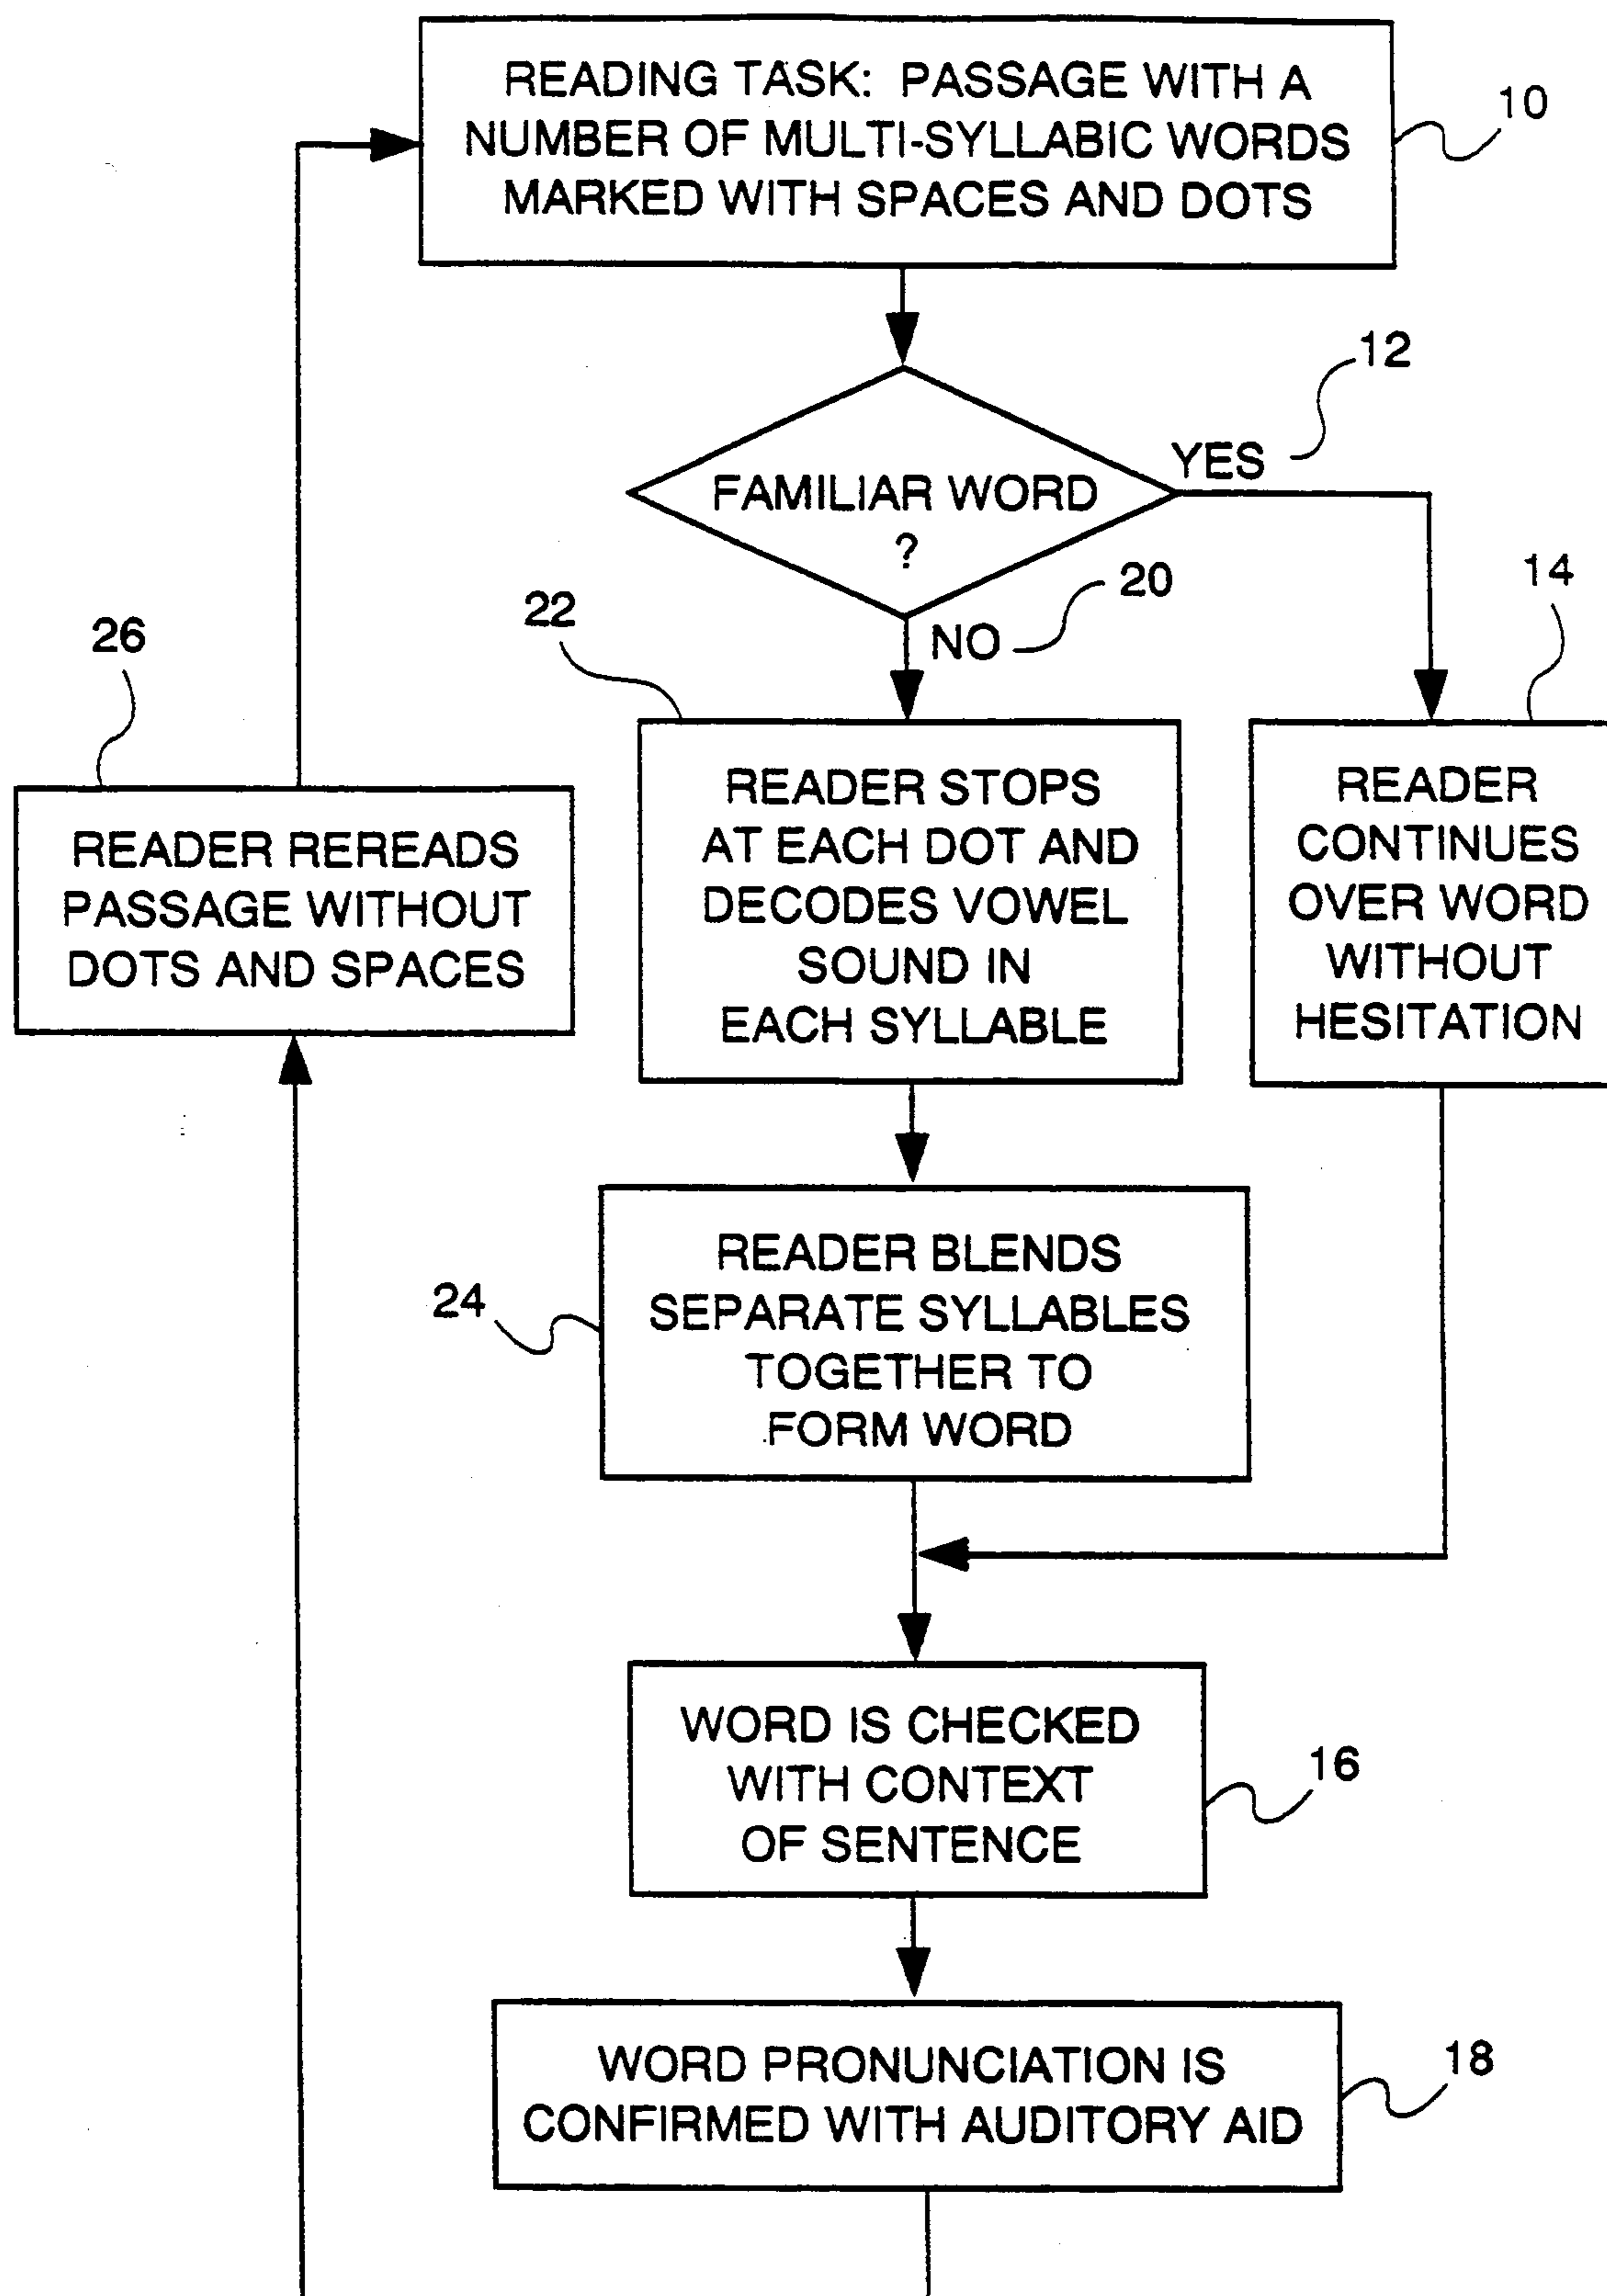 READING TASK: PASSAGE WITH A
NUMBER OF MULTI-SYLLABIC WORDS
MARKED WITH SPACES AND DOTS
10
12
YES
FAMILIAR WORD
?
20
NO
22
14
26
READER STOPS
AT EACH DOT AND
DECODES VOWEL
SOUND IN
EACH SYLLABLE
READER
CONTINUES
OVER WORD
WITHOUT
HESITATION
READER REREADS
PASSAGE WITHOUT
DOTS AND SPACES
24
READER BLENDS
SEPARATE SYLLABLES
TOGETHER TO
FORM WORD
WORD IS CHECKED
WITH CONTEXT
OF SENTENCE
16
WORD PRONUNCIATION IS
CONFIRMED WITH AUDITORY AID
18